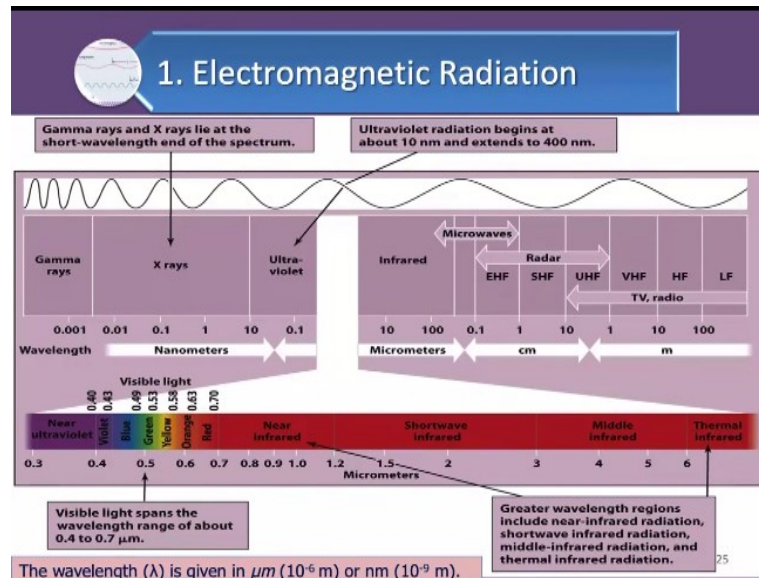 1. Electromagnetic Radiation
Gamma rays and X rays lie at the
short-wavelength end of the spectrum.
Ultraviolet radiation begins at
about 10 nm and extends to 400 nm.
Gamma
rays
X rays
Ultra-
violet
Infrared
Microwaves
Radar
EHF SHF UHF VHF HF LF
TV, radio
0.001 0.01 0.1 1 10 0.1 10 100 0.1 1 10 1 10 100
Wavelength Nanometers Micrometers cm m
Visible light
0.40 0.43 0.49 0.53 0.58 0.63 0.70
Near
ultraviolet
Violet
Blue
Green
Yellow
Orange
Red
Near
infrared
Shortwave
infrared
Middle
infrared
Thermal
infrared
0.3 0.4 0.5 0.6 0.7 0.8 0.9 1.0 1.2 1.5 2 3 4 5 6
Micrometers
Visible light spans the
wavelength range of about
0.4 to 0.7 μm.
Greater wavelength regions
include near-infrared radiation,
shortwave infrared radiation,
middle-infrared radiation, and
thermal infrared radiation.
25
The wavelength (λ) is given in μm (10-6 m) or nm (10-9 m).